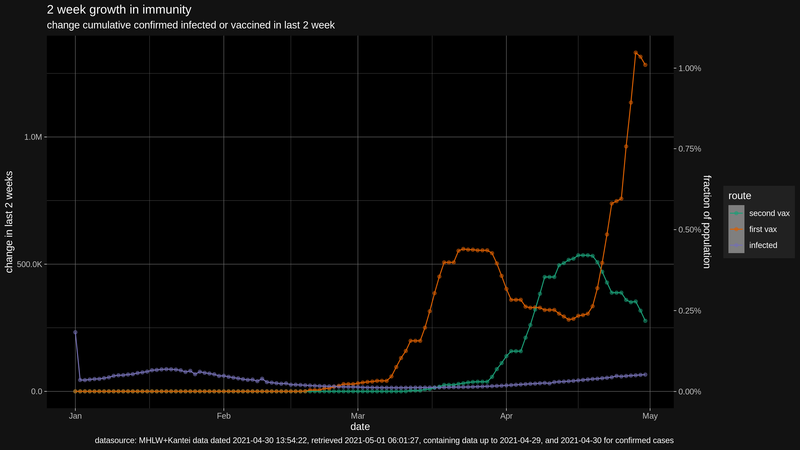 2 week growth in immunity
change cumulative confirmed infected or vaccined in last 2 week
change in last 2 weeks
1.0M
500.0K
0.0
1.00%
0.75%
0.50%
0.25%
0.00%
fraction of population
route
second vax
first vax
infected
Jan
Feb
Mar
Apr
May
date
datasource: MHLW+Kantei data dated 2021-04-30 13:54:22, retrieved 2021-05-01 06:01:27, containing data up to 2021-04-29, and 2021-04-30 for confirmed cases